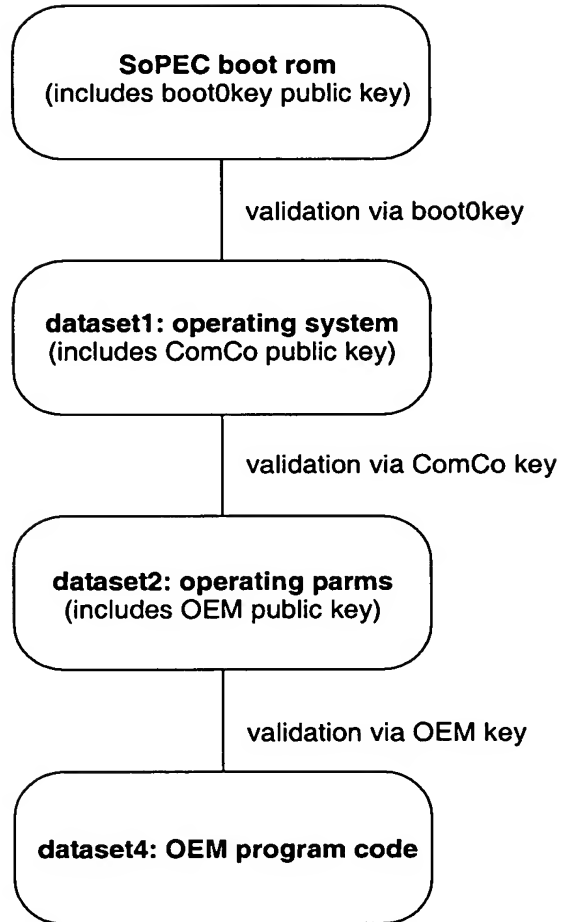 SoPEC boot rom
(includes boot0key public key)
validation via boot0key
dataset1: operating system
(includes ComCo public key)
validation via ComCo key
dataset2: operating parms
(includes OEM public key)
validation via OEM key
dataset4: OEM program code